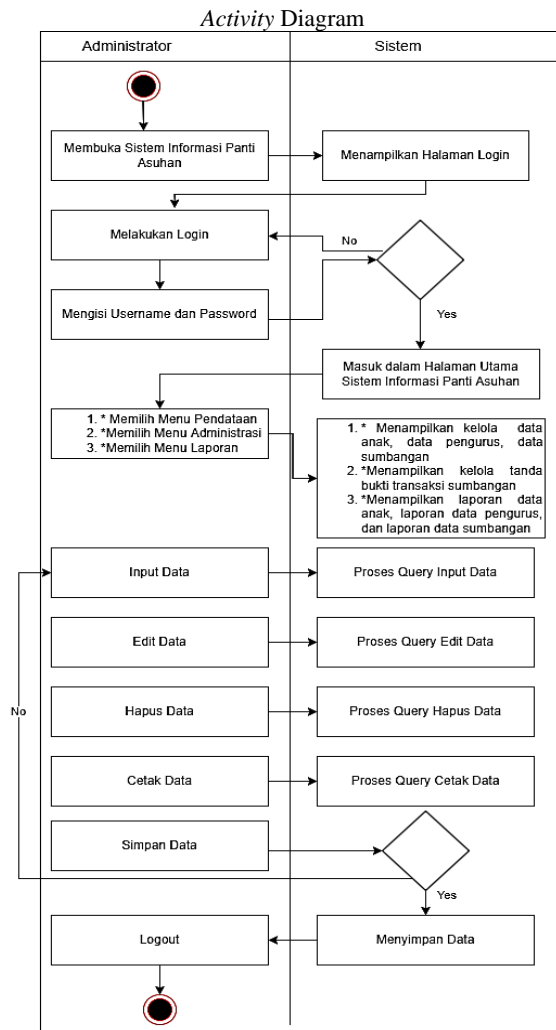 Activity Diagram
Administrator
Sistem
Membuka Sistem Informasi Panti
Asuhan
Menampilkan Halaman Login
Melakukan Login
No
Mengisi Username dan Password
Yes
Masuk dalam Halaman Utama
Sistem Informasi Panti Asuhan
1. * Memilih Menu Pendataan
2. *Memilih Menu Administrasi
3. *Memilih Menu Laporan
1. * Menampilkan kelola data
anak, data pengurus, data
sumbangan
2. *Menampilkan kelola tanda
bukti transaksi sumbangan
3. *Menampilkan laporan data
anak, laporan data pengurus,
dan laporan data sumbangan
Input Data
Proses Query Input Data
Edit Data
Proses Query Edit Data
No
Hapus Data
Proses Query Hapus Data
Cetak Data
Proses Query Cetak Data
Simpan Data
Yes
Logout
Menyimpan Data